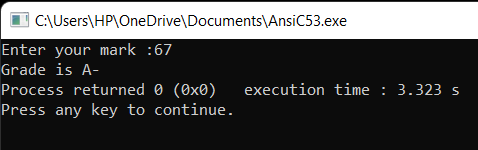 C:\Users\HP\OneDrive\Documents\AnsiC53.exe
Enter your mark :67
Grade is A-
Process returned 0 (0x0)   execution time : 3.323 s
Press any key to continue.